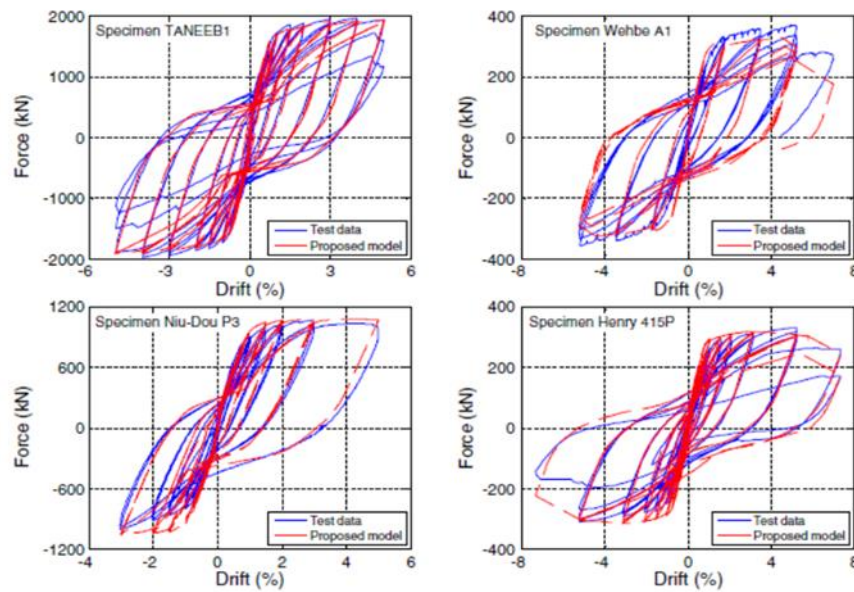 Specimen TANEEB1
2000
1000
0
-1000
-2000
-6
-3
0
3
6
Force (kN)
Drift (%)
Test data
Proposed model
Specimen Wehbe A1
400
200
0
-200
-400
-8
-4
0
4
8
Force (kN)
Drift (%)
Test data
Proposed model
Specimen Niu-Dou P3
1200
600
0
-600
-1200
-4
-2
0
2
4
6
Force (kN)
Drift (%)
Test data
Proposed model
Specimen Henry 415P
400
200
0
-200
-400
-8
-4
0
4
8
Force (kN)
Drift (%)
Test data
Proposed model